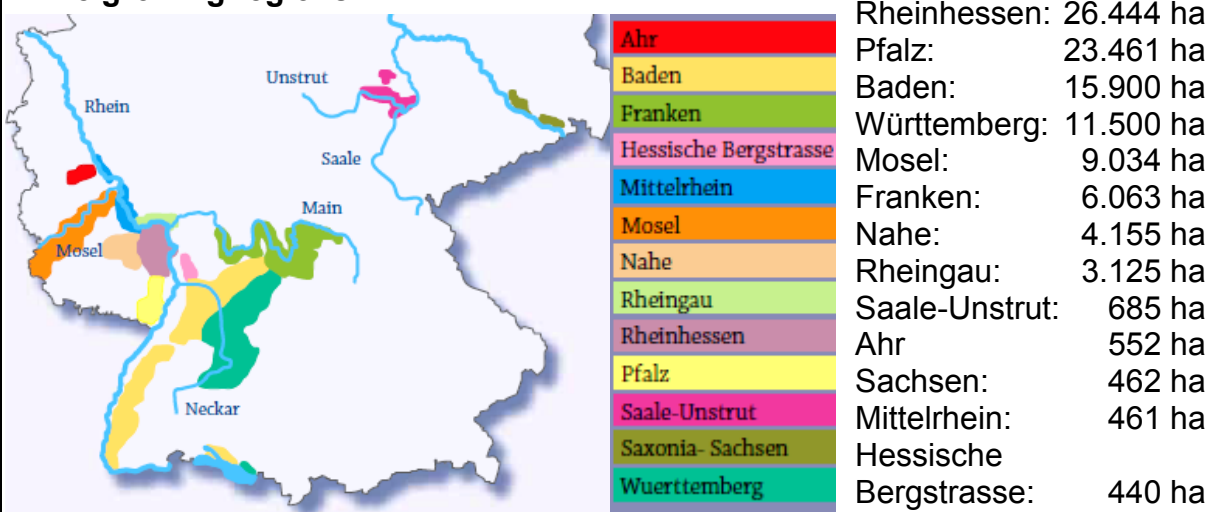 Unstrut
Rhein
Saale
Main
Mosel
Neckar
Ahr
Baden
Franken
Hessische Bergstrasse
Mittelrhein
Mosel
Nahe
Rheingau
Rheinhessen
Pfalz
Saale-Unstrut
Saxonia- Sachsen
Wuerttemberg
Rheinhessen: 26.444 ha
Pfalz: 23.461 ha
Baden: 15.900 ha
Württemberg: 11.500 ha
Mosel: 9.034 ha
Franken: 6.063 ha
Nahe: 4.155 ha
Rheingau: 3.125 ha
Saale-Unstrut: 685 ha
Ahr 552 ha
Sachsen: 462 ha
Mittelrhein: 461 ha
Hessische
Bergstrasse: 440 ha